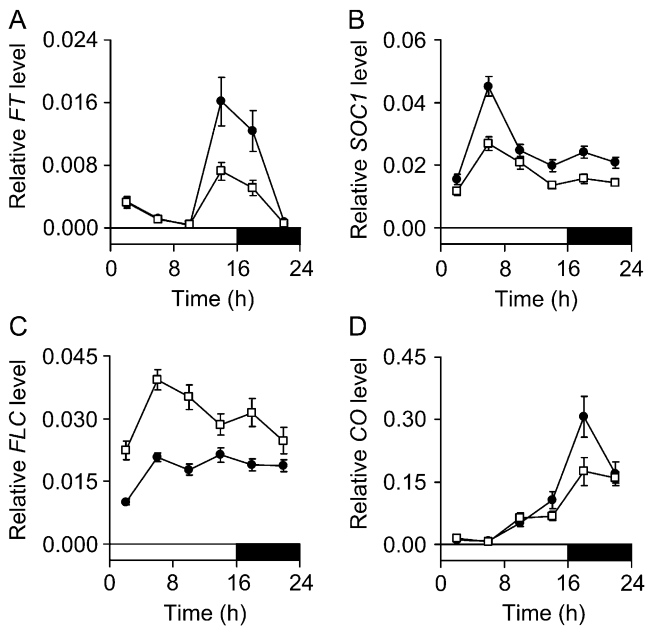 A
Relative FT level
0.024
0.016
0.008
0.000
0 8 16 24
Time (h)
B
Relative SOC1 level
0.06
0.04
0.02
0.00
0 8 16 24
Time (h)
C
Relative FLC level
0.045
0.030
0.015
0.000
0 8 16 24
Time (h)
D
Relative CO level
0.45
0.30
0.15
0.00
0 8 16 24
Time (h)